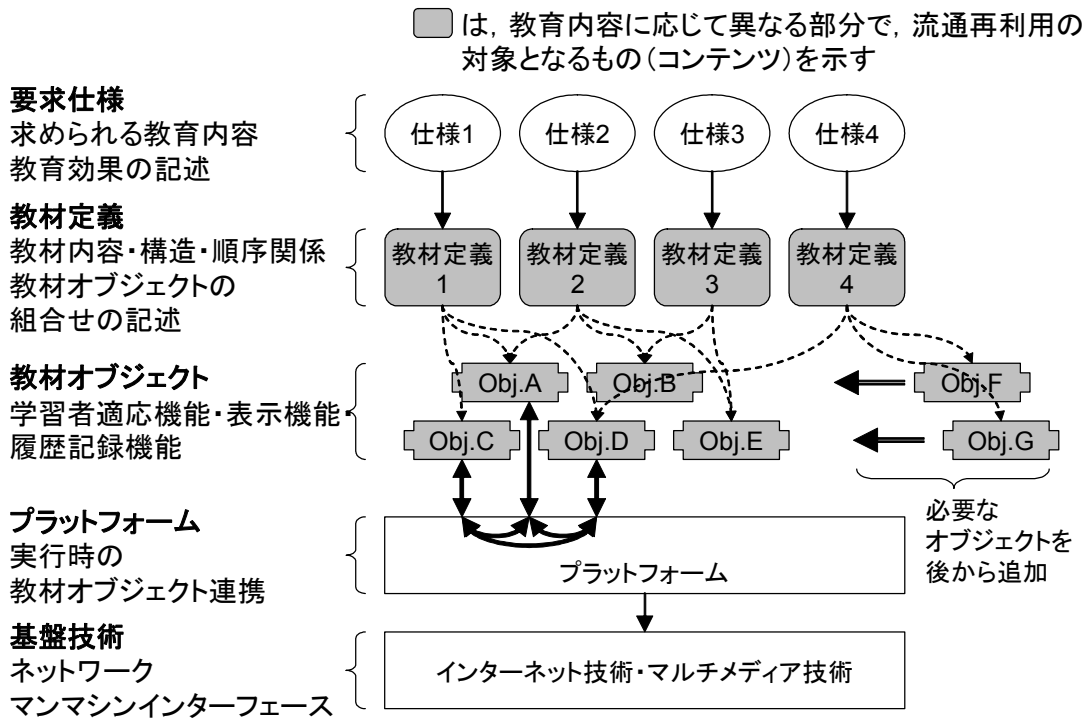 は，教育内容に応じて異なる部分で，流通再利用の
対象となるもの（コンテンツ）を示す
要求仕様
求められる教育内容
教育効果の記述
仕様1
仕様2
仕様3
仕様4
教材定義
教材内容・構造・順序関係
教材オブジェクトの
組合せの記述
教材定義
1
教材定義
2
教材定義
3
教材定義
4
教材オブジェクト
学習者適応機能・表示機能・
履歴記録機能
Obj.A
Obj.B
Obj.F
Obj.C
Obj.D
Obj.E
Obj.G
必要な
オブジェクトを
後から追加
プラットフォーム
実行時の
教材オブジェクト連携
プラットフォーム
基盤技術
ネットワーク
マンマシンインターフェース
インターネット技術・マルチメディア技術